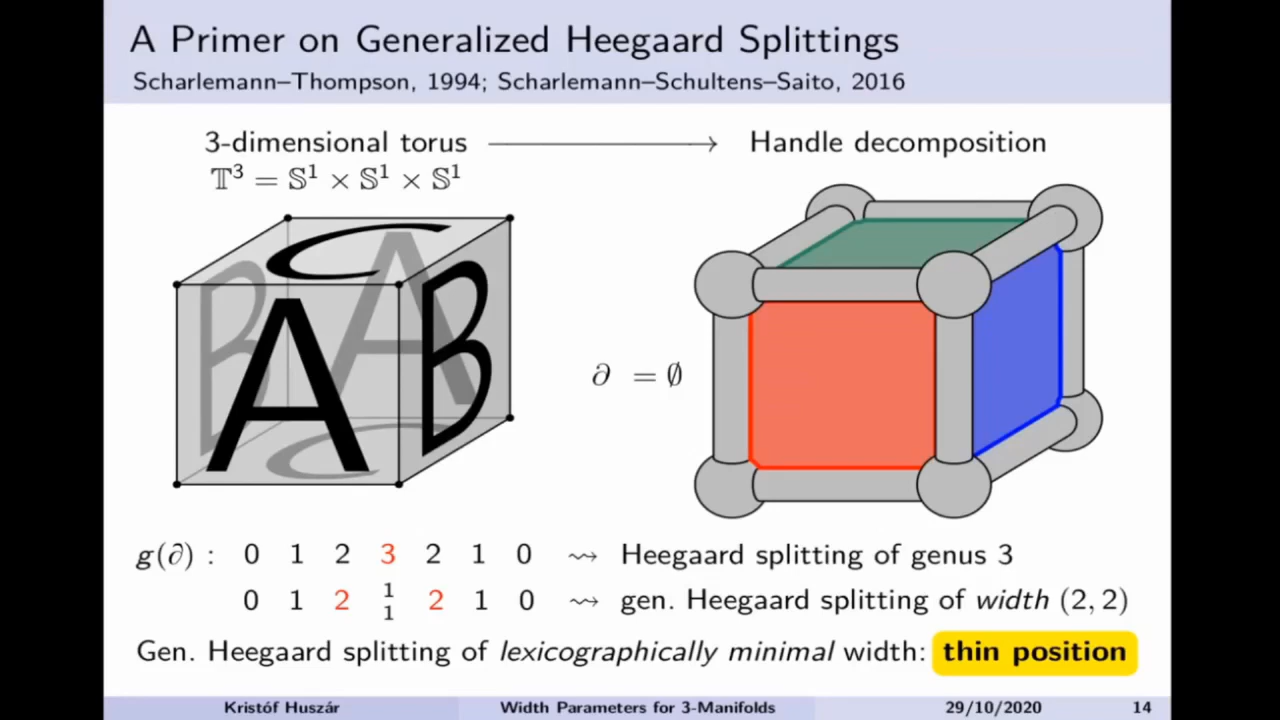 A Primer on Generalized Heegaard Splittings
Scharlemann–Thompson, 1994; Scharlemann–Schultens–Saito, 2016
3-dimensional torus ⟶ Handle decomposition
𝕋³ = 𝕊¹ × 𝕊¹ × 𝕊¹
C
A
B
A
B
C
∂ = ∅
g(∂) : 0 1 2 3 2 1 0 ⇝ Heegaard splitting of genus 3
0 1 2 1 1 2 1 0 ⇝ gen. Heegaard splitting of width (2, 2)
Gen. Heegaard splitting of lexicographically minimal width: thin position
Kristóf Huszár Width Parameters for 3-Manifolds 29/10/2020 14